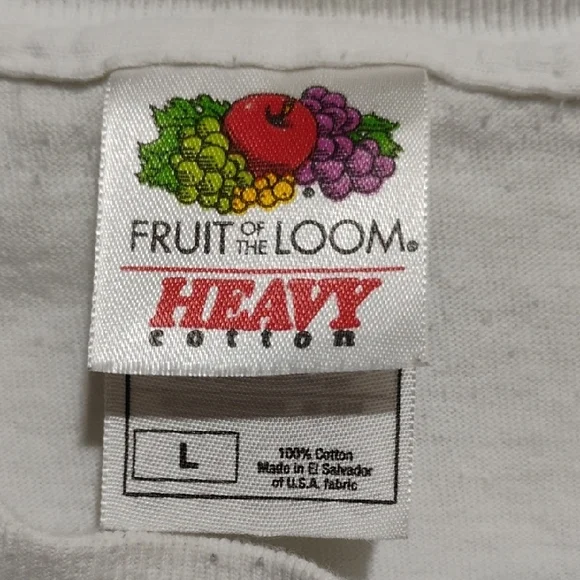 FRUIT OF THE LOOM®
HEAVY
cotton
L
100% Cotton
Made in El Salvador
of U.S.A. fabric